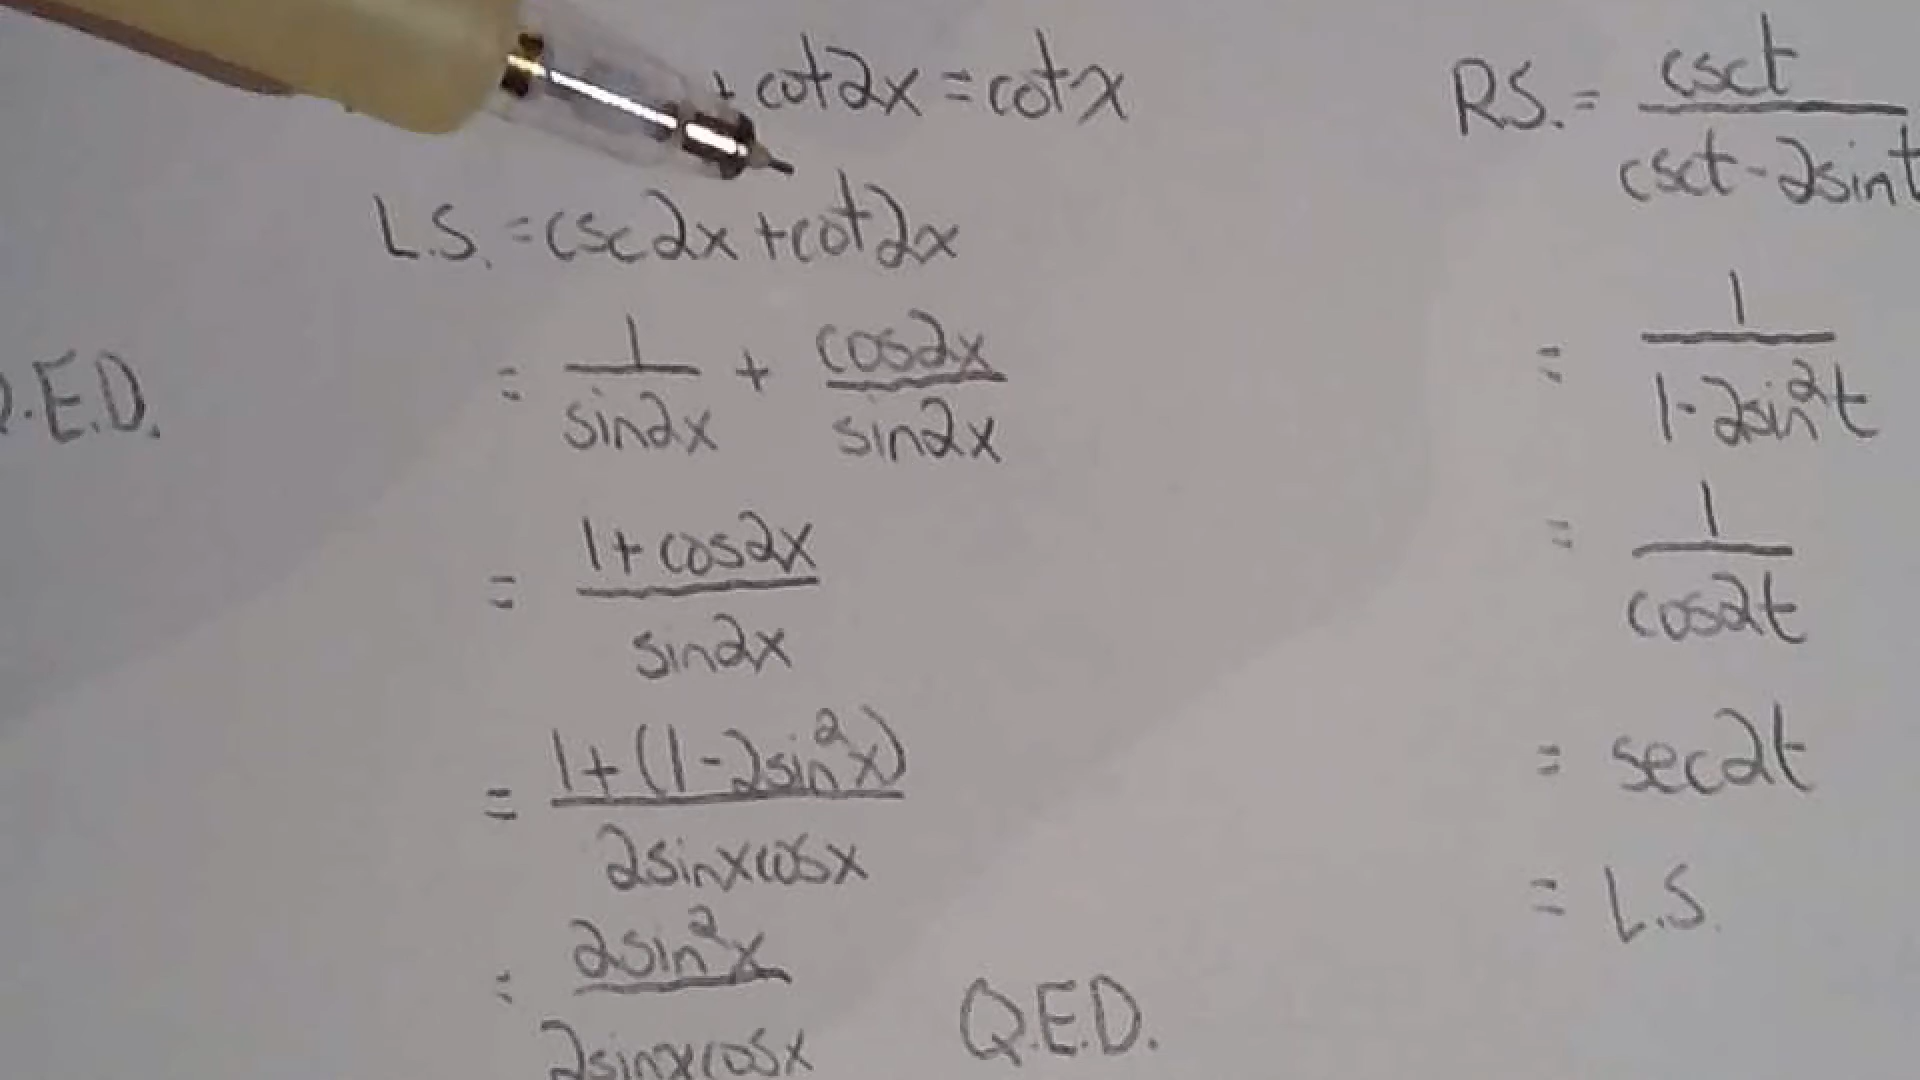 + cot2x = cotx
L.S. = csc2x + cot2x
= 1/sin2x + cos2x/sin2x
= 1+cos2x/sin2x
= 1+(1-2sin²x)/2sinxcosx
= 2sin²x/2sinxcosx
Q.E.D.
.E.D.
R.S. = csct/csct-2sint
= 1/1-2sin²t
= 1/cos2t
= sec2t
= L.S.